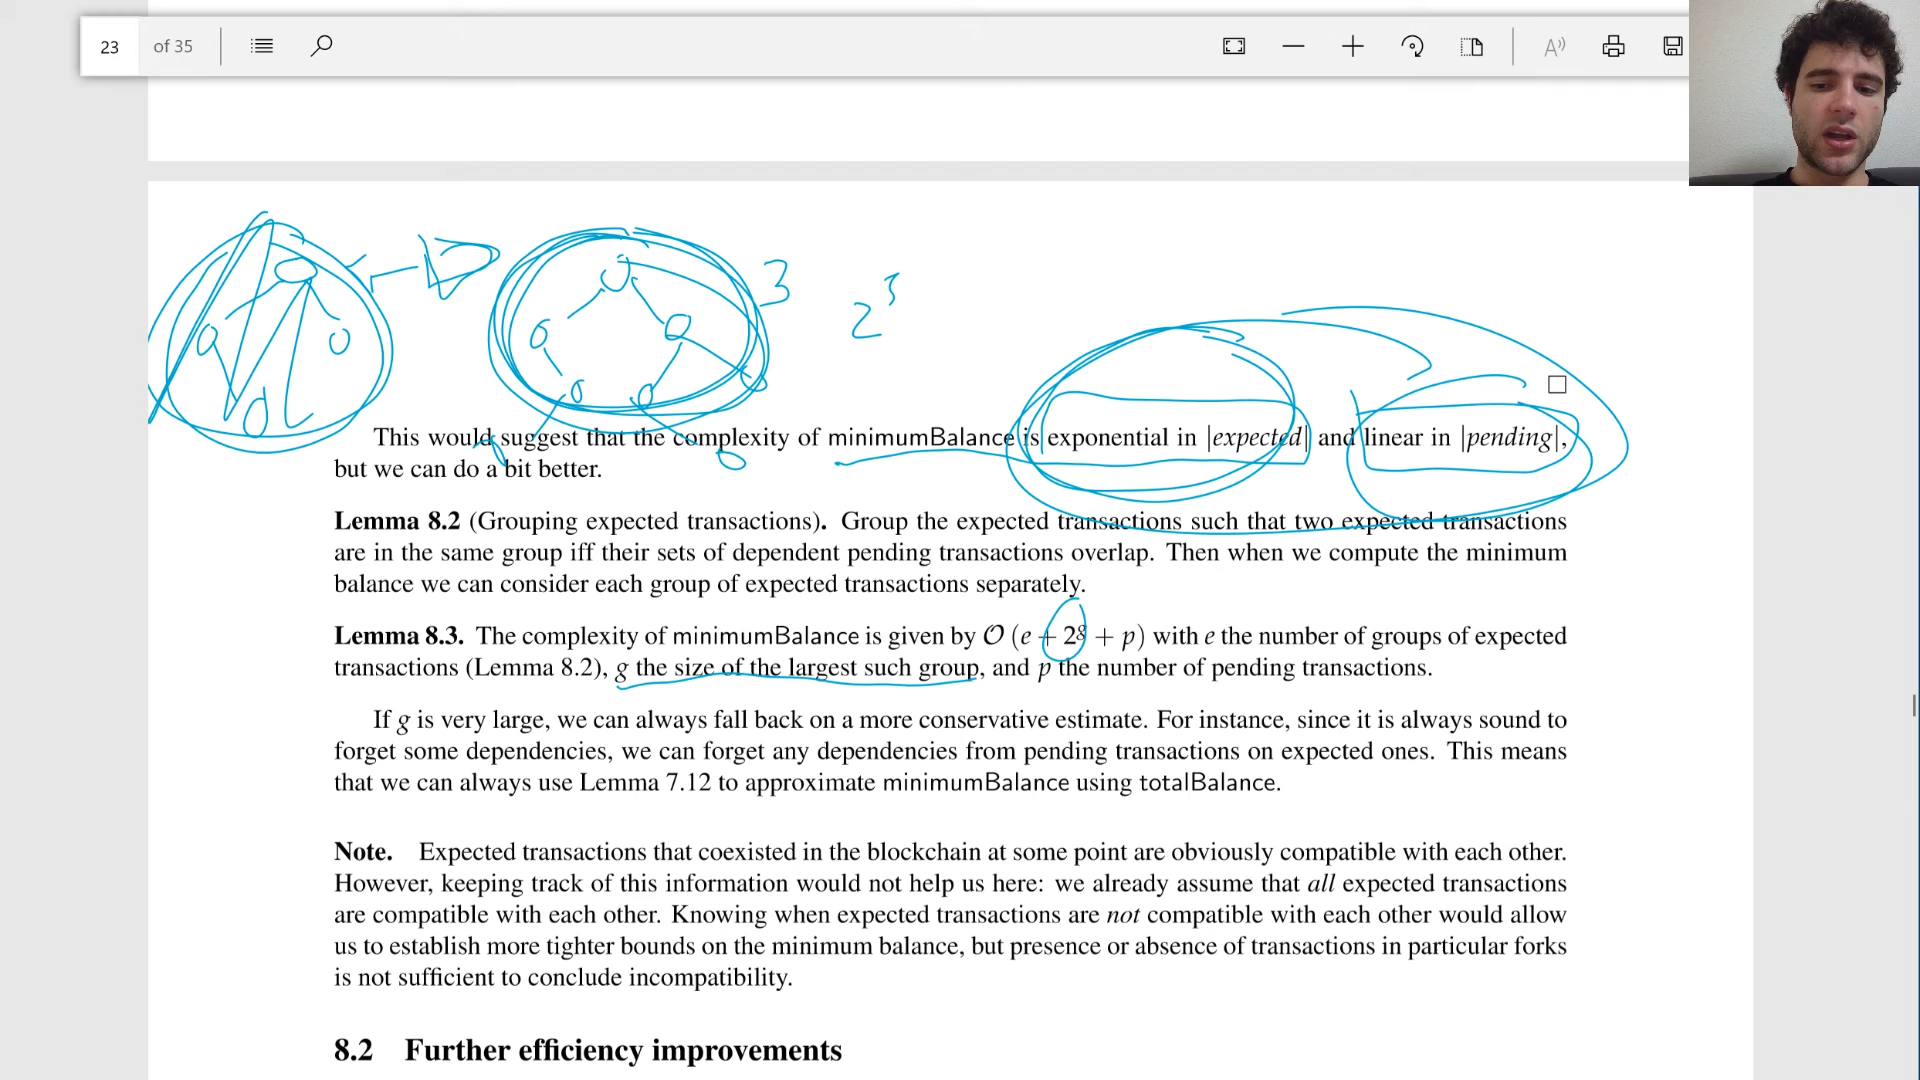 23 of 35
3
2³
This would suggest that the complexity of minimumBalance is exponential in |expected| and linear in |pending|,
but we can do a bit better.
Lemma 8.2 (Grouping expected transactions). Group the expected transactions such that two expected transactions
are in the same group iff their sets of dependent pending transactions overlap. Then when we compute the minimum
balance we can consider each group of expected transactions separately.
Lemma 8.3. The complexity of minimumBalance is given by O (e + 2^g + p) with e the number of groups of expected
transactions (Lemma 8.2), g the size of the largest such group, and p the number of pending transactions.
If g is very large, we can always fall back on a more conservative estimate. For instance, since it is always sound to
forget some dependencies, we can forget any dependencies from pending transactions on expected ones. This means
that we can always use Lemma 7.12 to approximate minimumBalance using totalBalance.
Note. Expected transactions that coexisted in the blockchain at some point are obviously compatible with each other.
However, keeping track of this information would not help us here: we already assume that all expected transactions
are compatible with each other. Knowing when expected transactions are not compatible with each other would allow
us to establish more tighter bounds on the minimum balance, but presence or absence of transactions in particular forks
is not sufficient to conclude incompatibility.
8.2 Further efficiency improvements